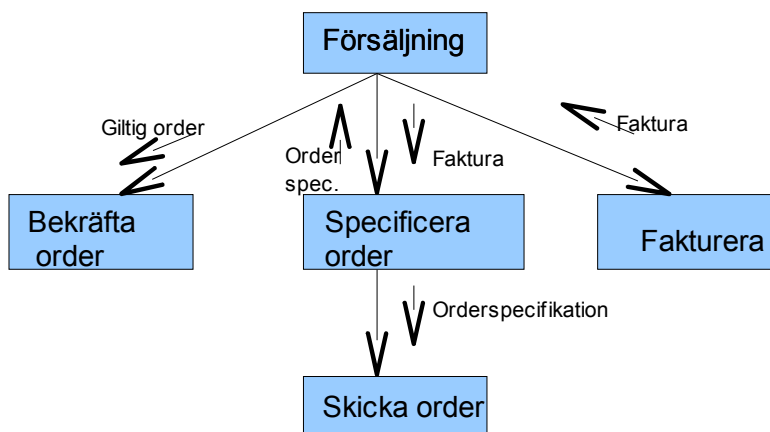 Försäljning
Giltig order
Faktura
Order
spec.
Faktura
Bekräfta
order
Specificera
order
Fakturera
Orderspecifikation
Skicka order